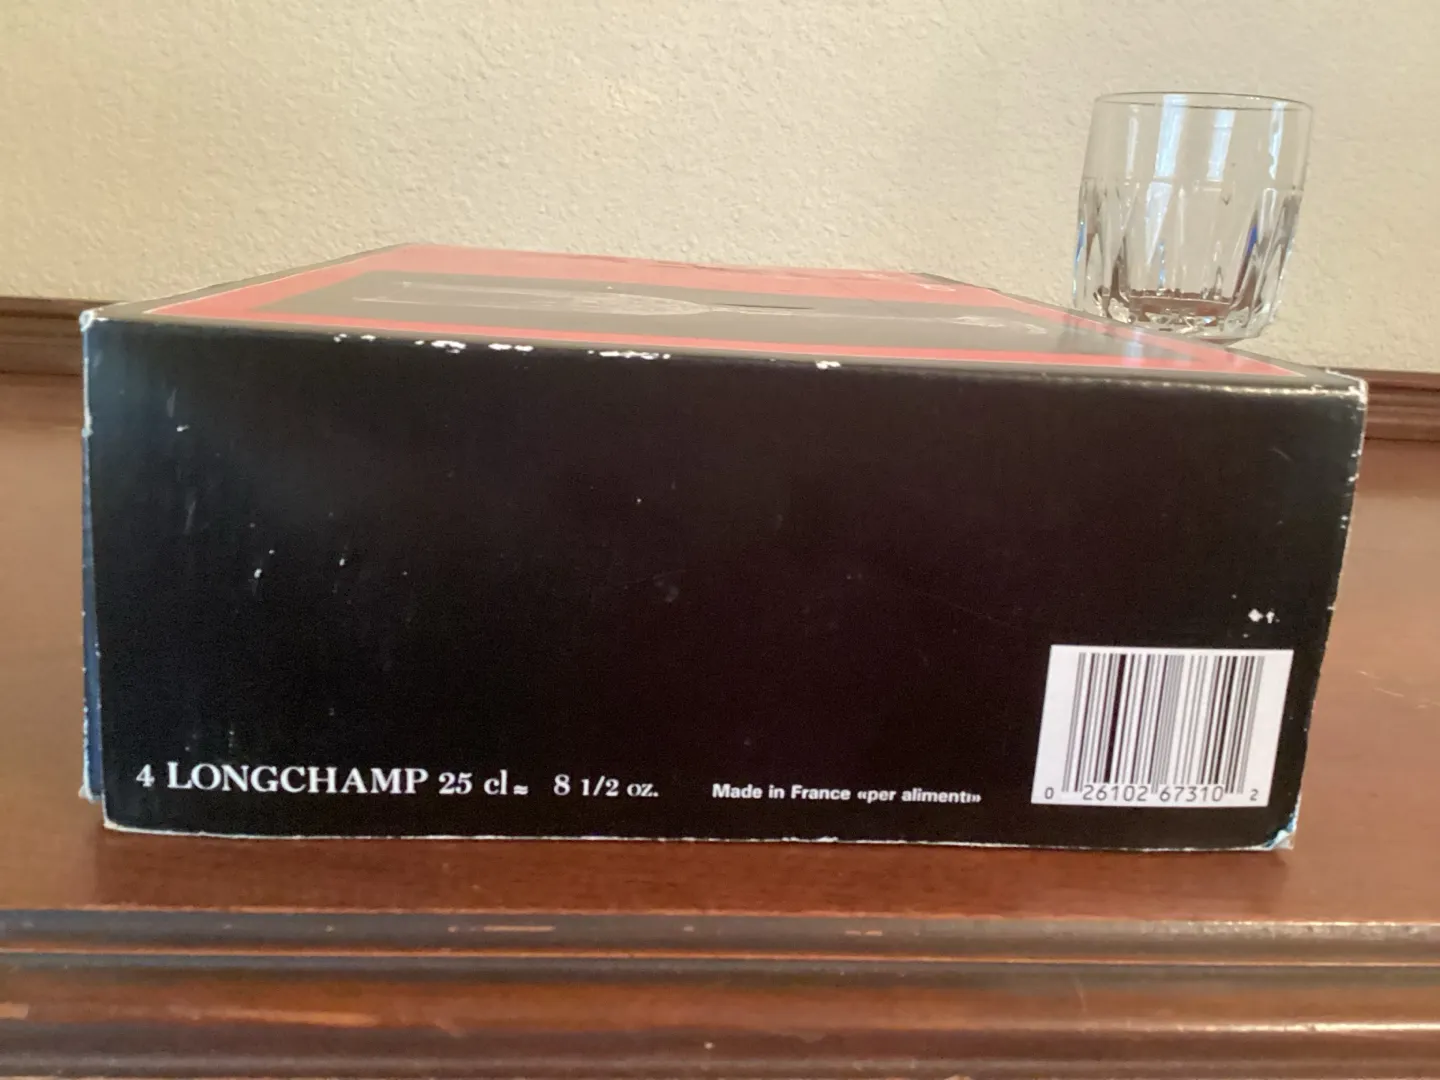 4 LONGCHAMP 25 cl ≈ 8 1/2 oz. Made in France «per alimenti»
0 26102 67310 2